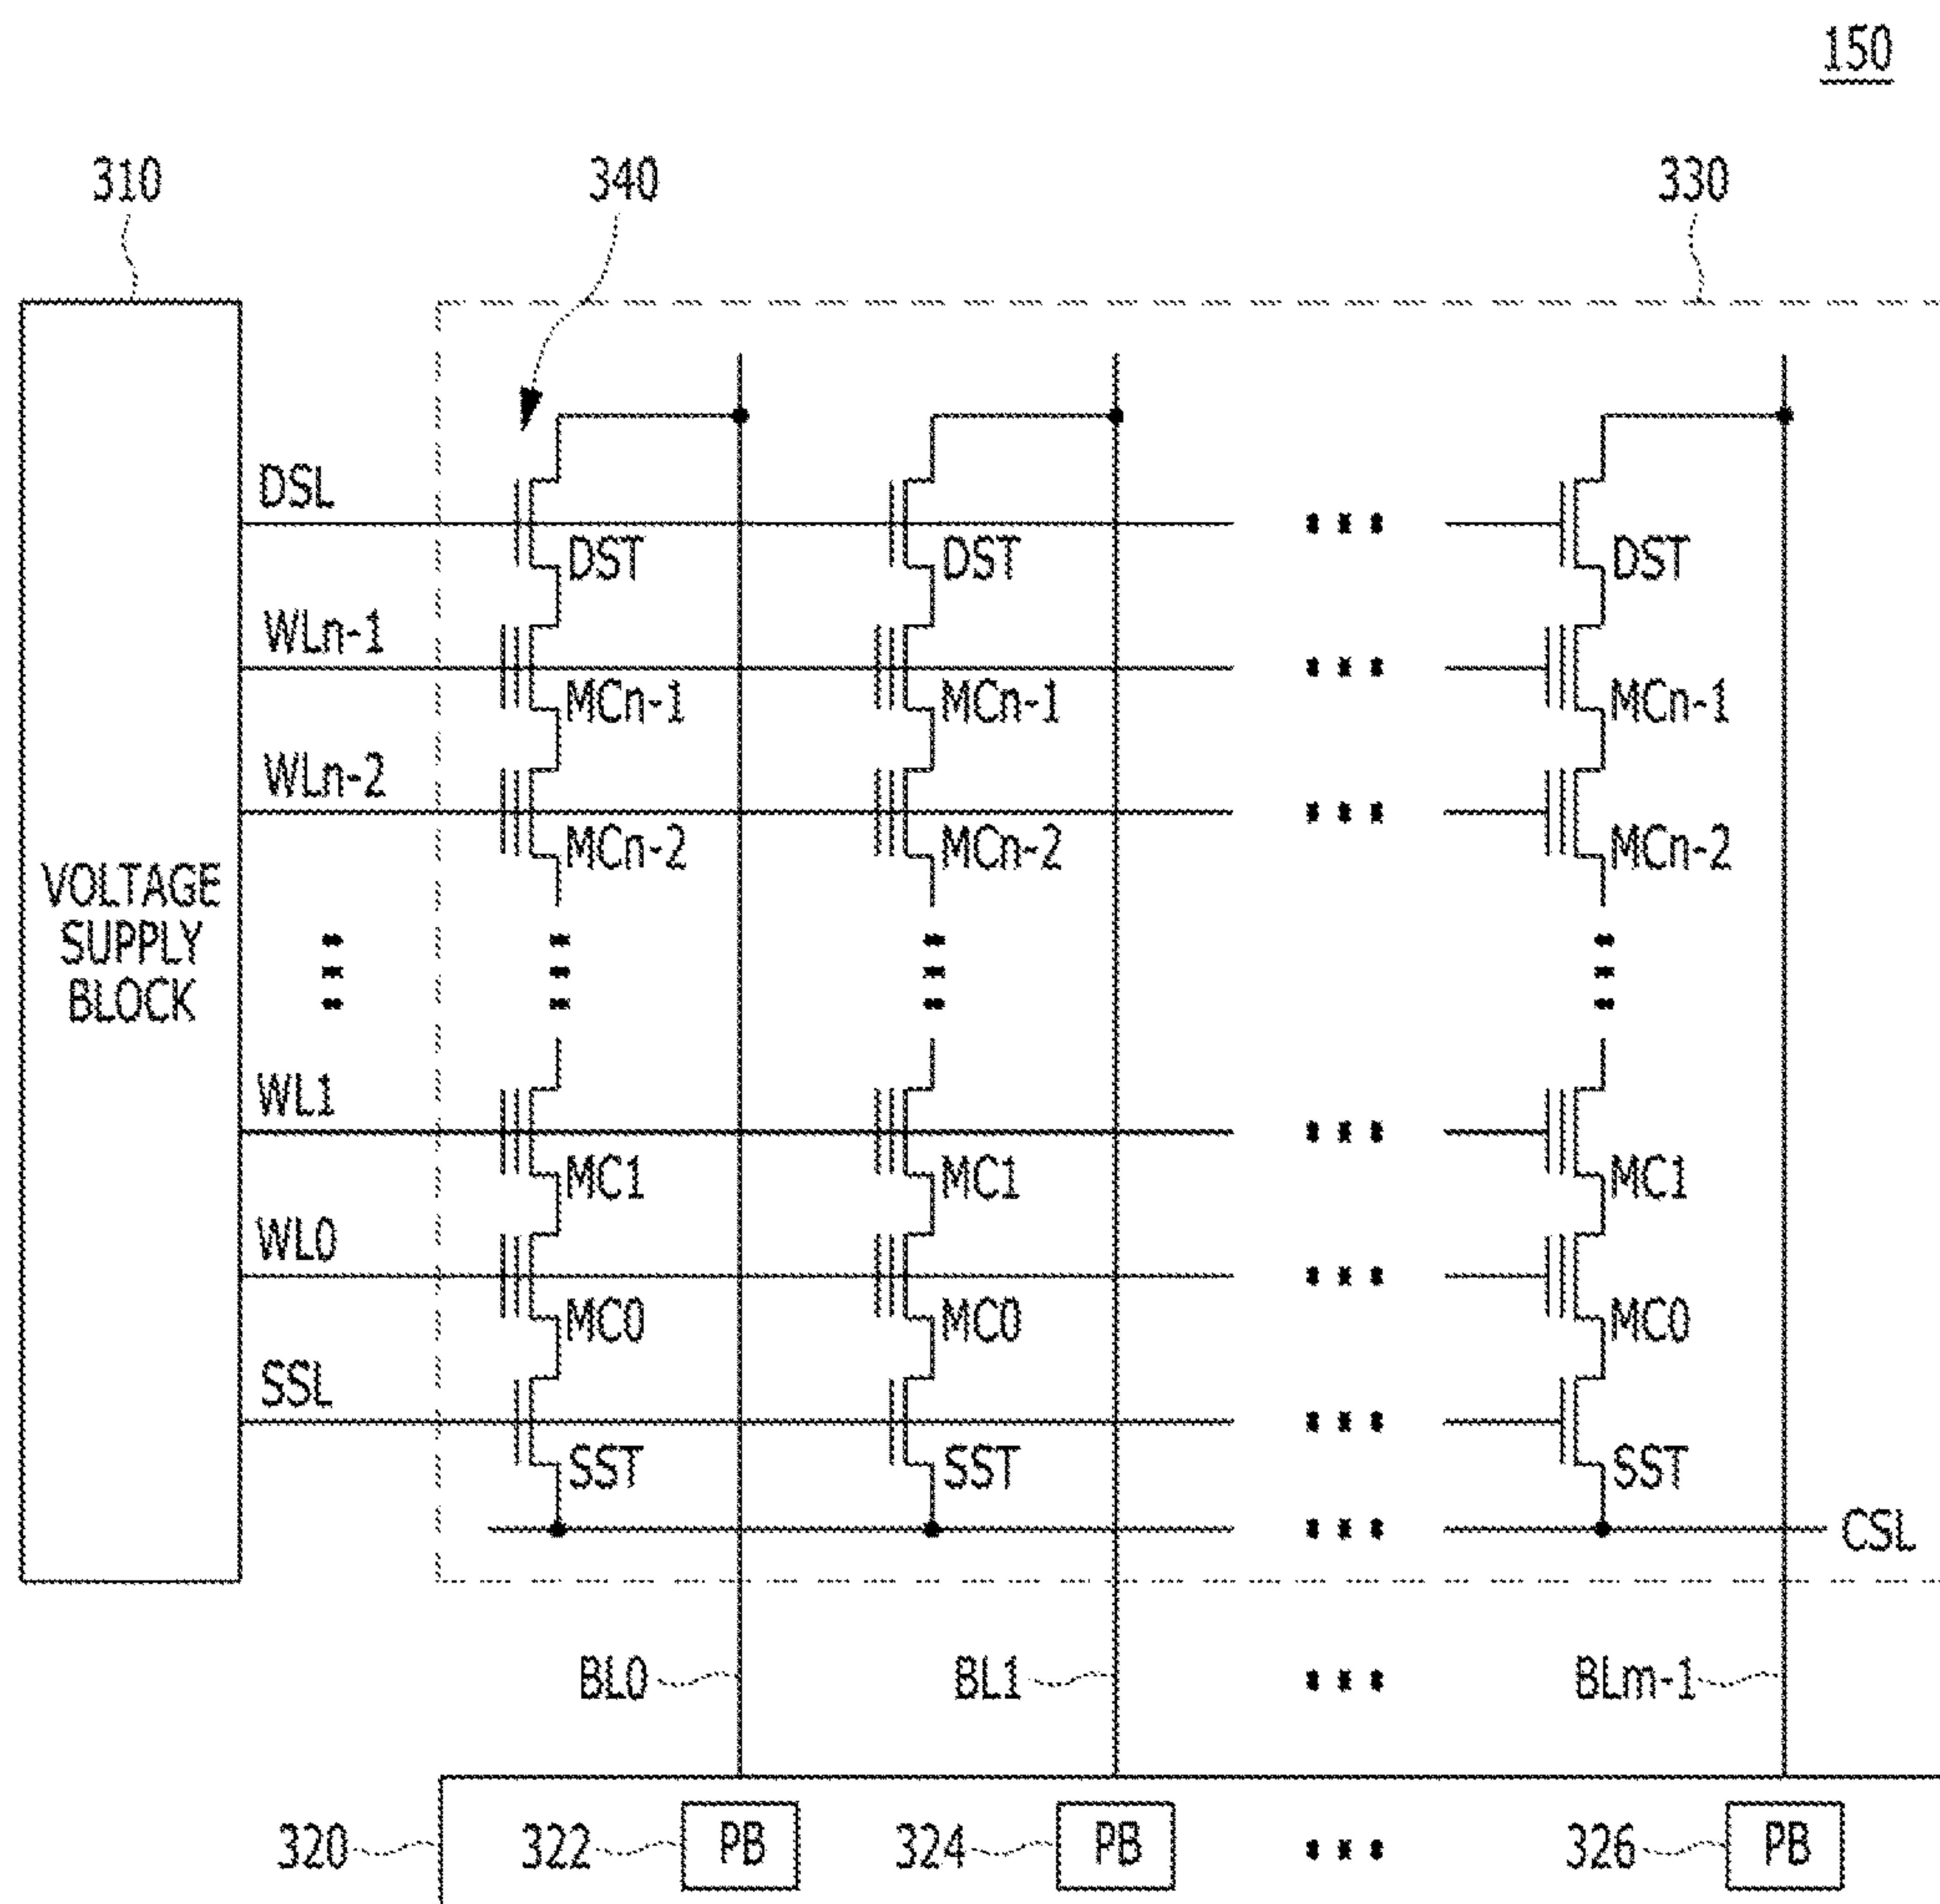 150
310 340 330
DSL
DST DST DST
WLn-1
MCn-1 MCn-1 MCn-1
WLn-2
MCn-2 MCn-2 MCn-2
VOLTAGE
SUPPLY
BLOCK
WL1
MC1 MC1 MC1
WL0
MC0 MC0 MC0
SSL
SST SST SST
CSL
BL0 BL1 BLm-1
320 322 PB 324 PB 326 PB